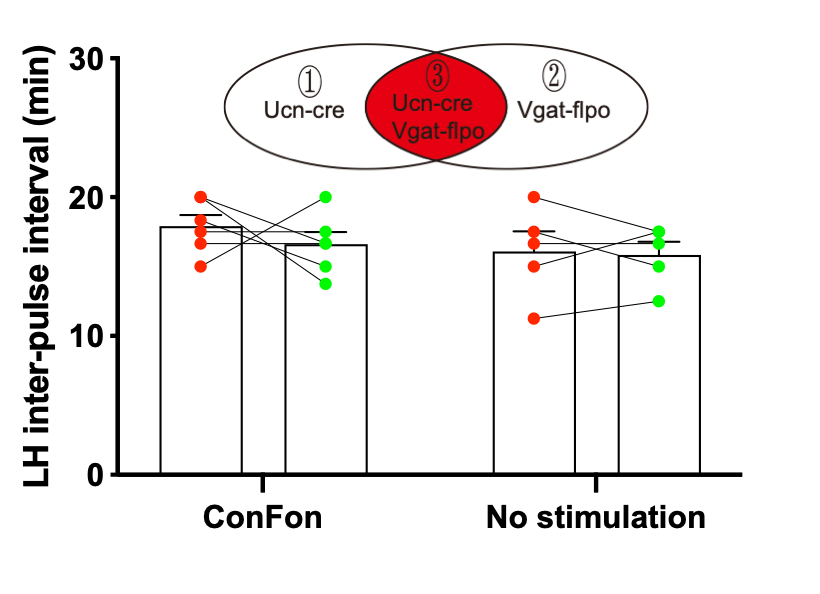 LH inter-pulse interval (min)
30
20
10
0
①
Ucn-cre
③
Ucn-cre
Vgat-flpo
②
Vgat-flpo
ConFon
No stimulation